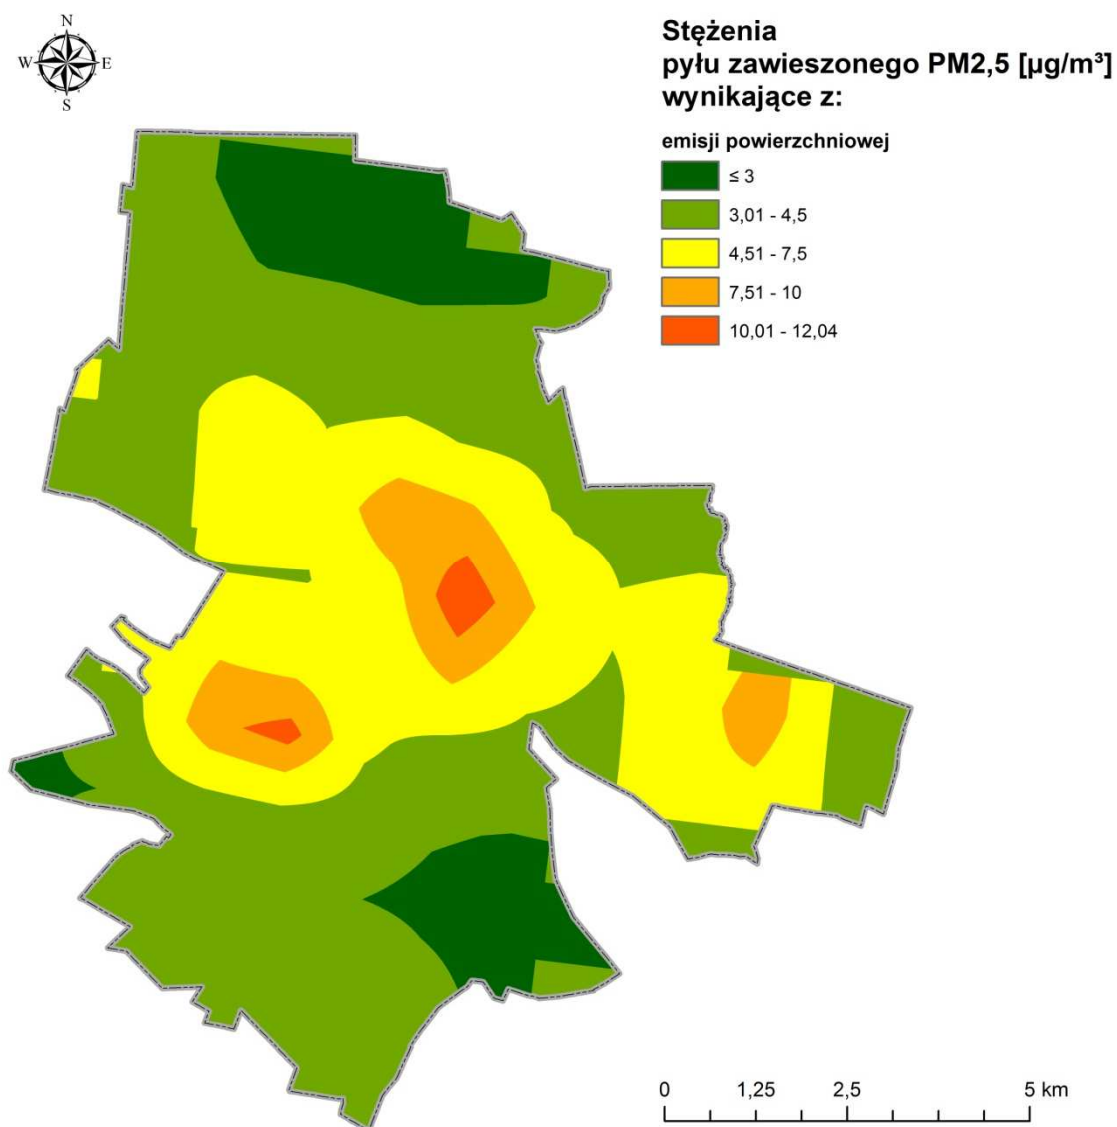 N
W E
S
Stężenia
pyłu zawieszonego PM2,5 [µg/m³]
wynikające z:
emisji powierzchniowej
≤ 3
3,01 - 4,5
4,51 - 7,5
7,51 - 10
10,01 - 12,04
0 1,25 2,5 5 km